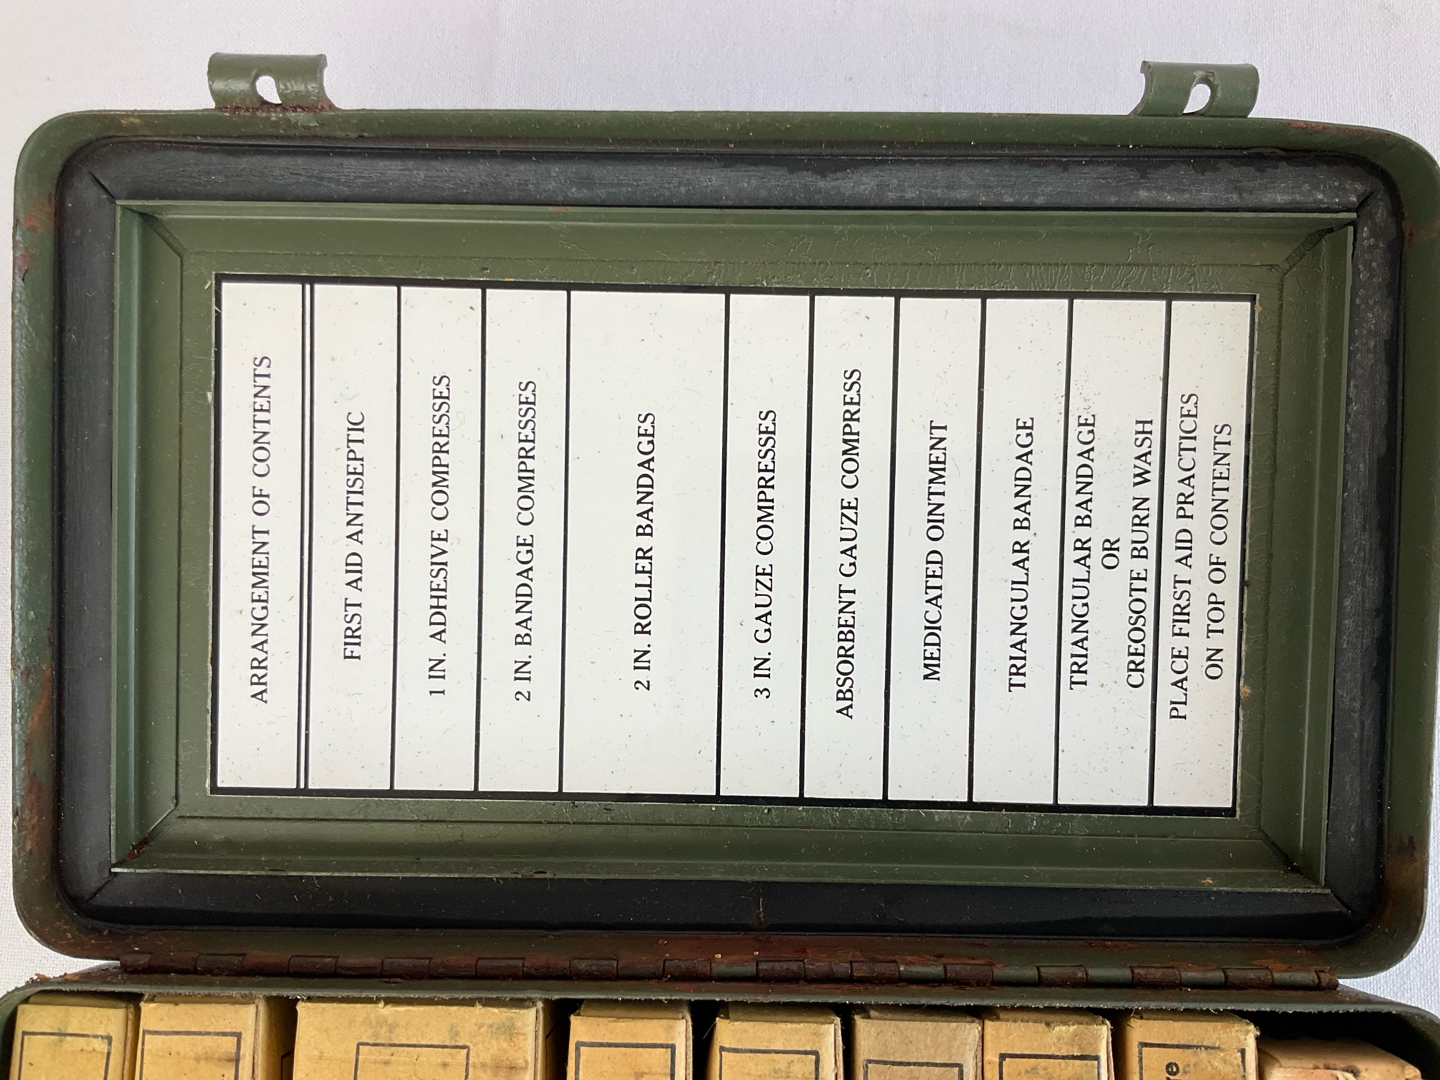 ARRANGEMENT OF CONTENTS
FIRST AID ANTISEPTIC
1 IN. ADHESIVE COMPRESSES
2 IN. BANDAGE COMPRESSES
2 IN. ROLLER BANDAGES
3 IN. GAUZE COMPRESSES
ABSORBENT GAUZE COMPRESS
MEDICATED OINTMENT
TRIANGULAR BANDAGE
TRIANGULAR BANDAGE
OR
CREOSOTE BURN WASH
PLACE FIRST AID PRACTICES
ON TOP OF CONTENTS